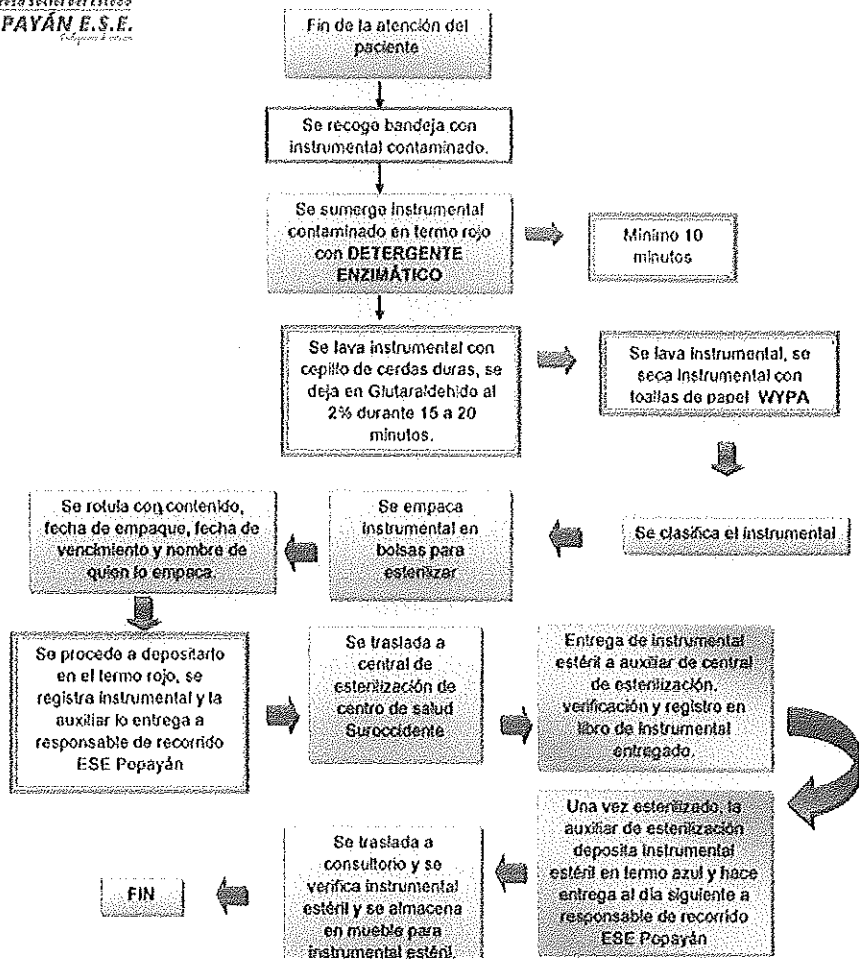 PAYÁN E.S.E.
Fin de la atención del
paciente
Se recoge bandeja con
instrumental contaminado.
Se sumerge instrumental
contaminado en termo rojo
con DETERGENTE
ENZIMÁTICO
Mínimo 10
minutos
Se lava instrumental con
cepillo de cerdas duras, se
deja en Glutaraldehido al
2% durante 15 a 20
minutos.
Se lava instrumental, se
seca instrumental con
toallas de papel WYPA
Se clasifica el instrumental
Se empaca
instrumental en
bolsas para
esterilizar
Se rotula con contenido,
fecha de empaque, fecha de
vencimiento y nombre de
quien lo empaca.
Se procede a depositarlo
en el termo rojo, se
registra instrumental y la
auxiliar lo entrega a
responsable de recorrido
ESE Popayán
Se traslada a
central de
esterilización de
centro de salud
Suroccidente
Entrega de instrumental
estéril a auxiliar de central
de esterilización,
verificación y registro en
libro de instrumental
entregado.
Una vez esterilizado, la
auxiliar de esterilización
deposita instrumental
estéril en termo azul y hace
entrega al día siguiente a
responsable de recorrido
ESE Popayán
Se traslada a
consultorio y se
verifica instrumental
estéril y se almacena
en mueble para
instrumental estéril.
FIN